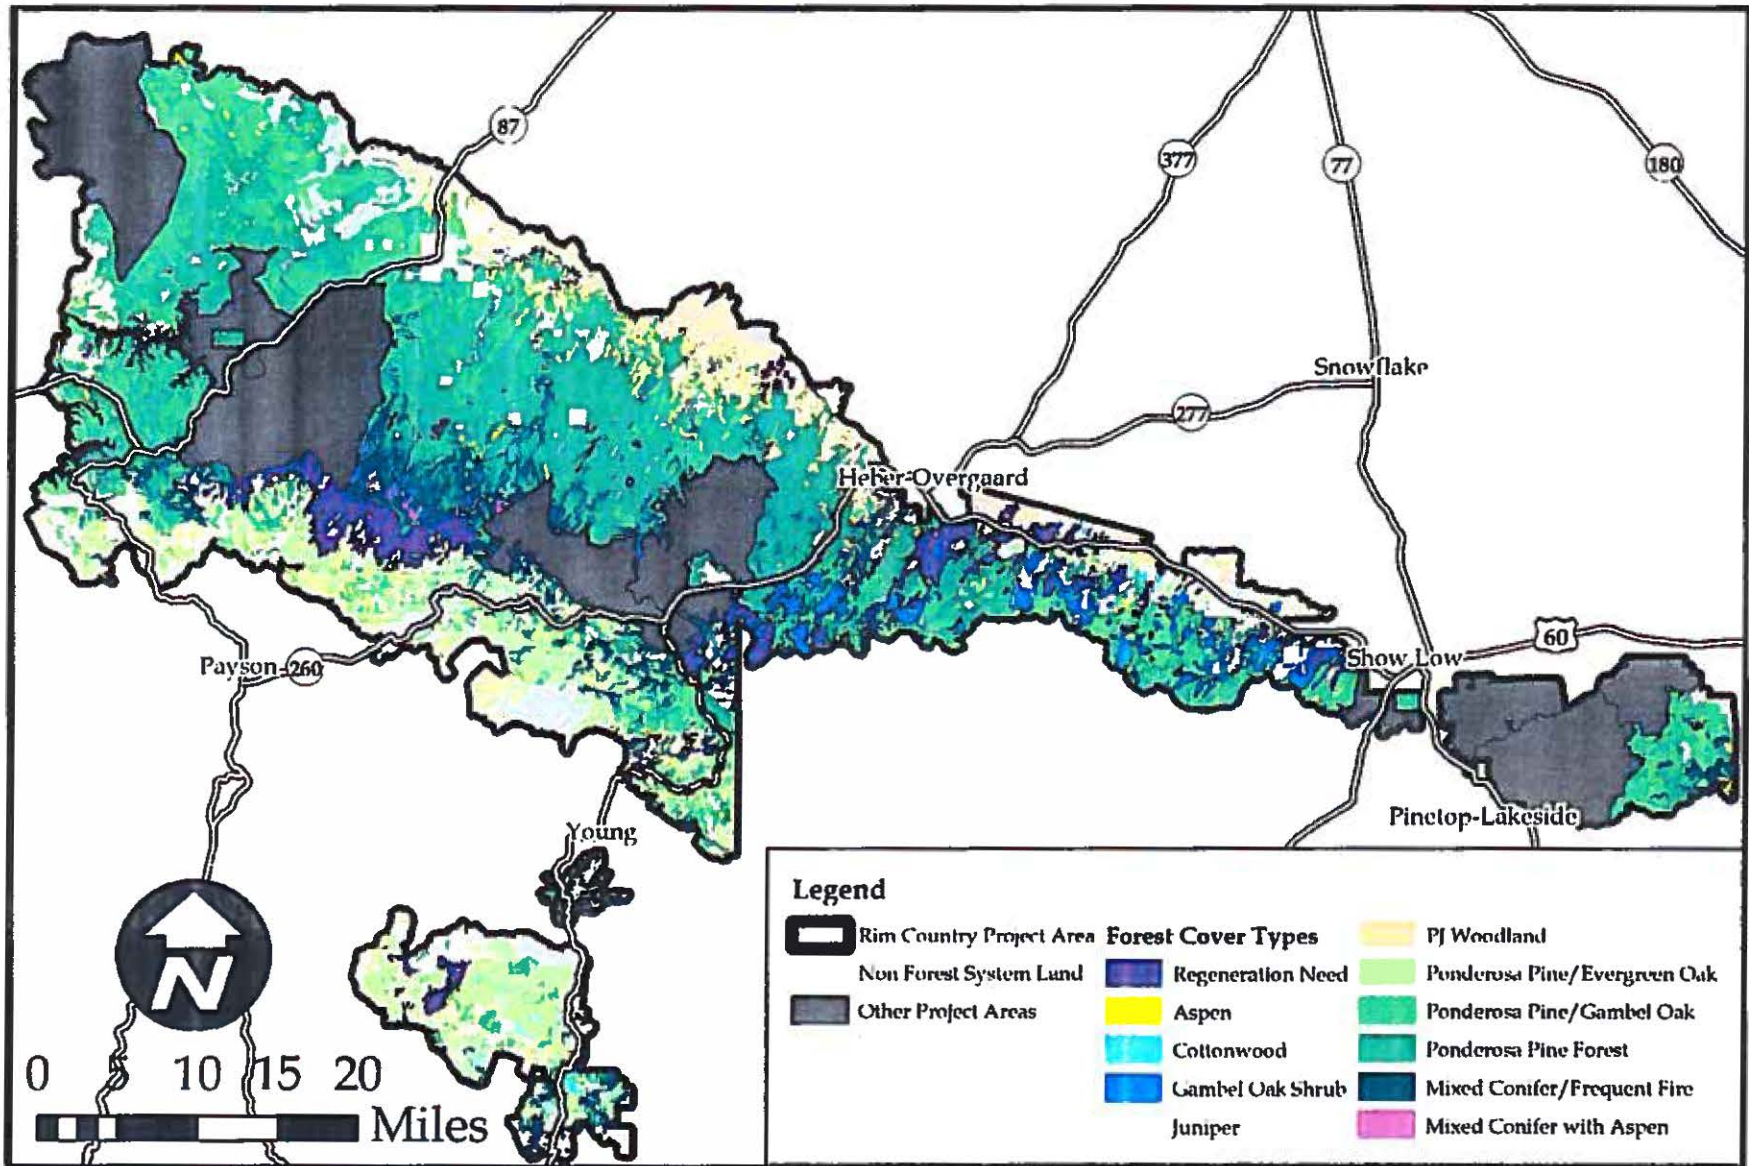 87
377
77
180
Snowflake
277
Heber-Overgaard
60
Show Low
Payson
260
Pinetop-Lakeside
Young
N
0 5 10 15 20
Miles
Legend
Rim Country Project Area
Non Forest System Land
Other Project Areas
Forest Cover Types
Regeneration Need
Aspen
Cottonwood
Gambel Oak Shrub
Juniper
PJ Woodland
Ponderosa Pine/Evergreen Oak
Ponderosa Pine/Gambel Oak
Ponderosa Pine Forest
Mixed Conifer/Frequent Fire
Mixed Conifer with Aspen